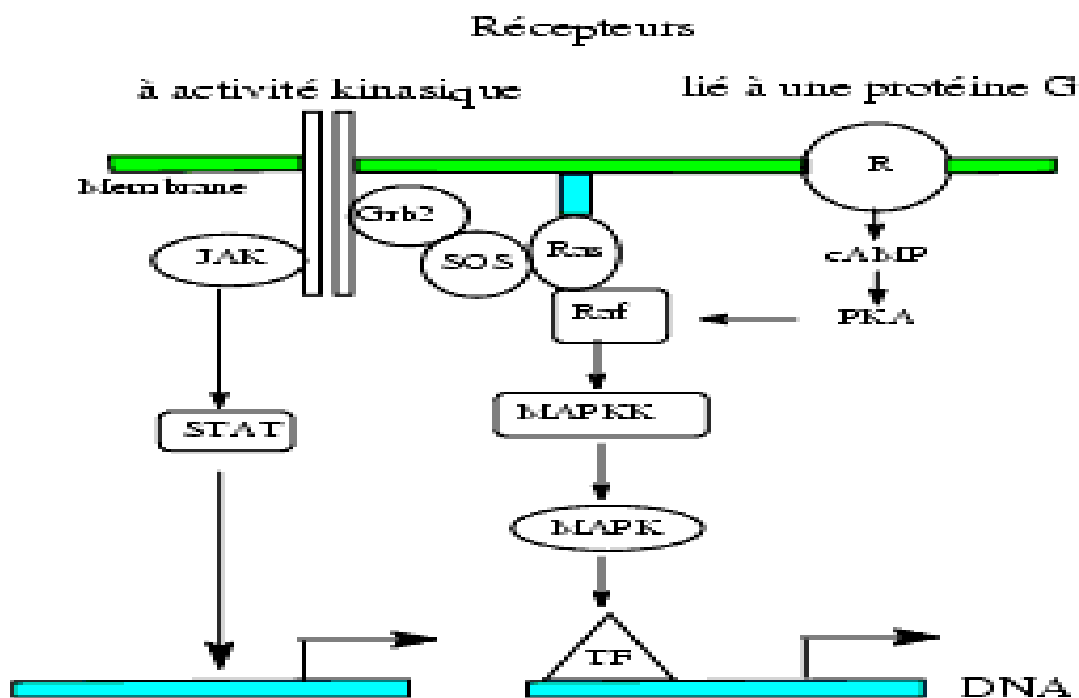 Récepteurs
à activité kinasique
lié à une protéine G
Membrane
R
Grb2
JAK
SOS
Ras
cAMP
Raf
PKA
MAPKK
STAT
MAPK
TF
DNA